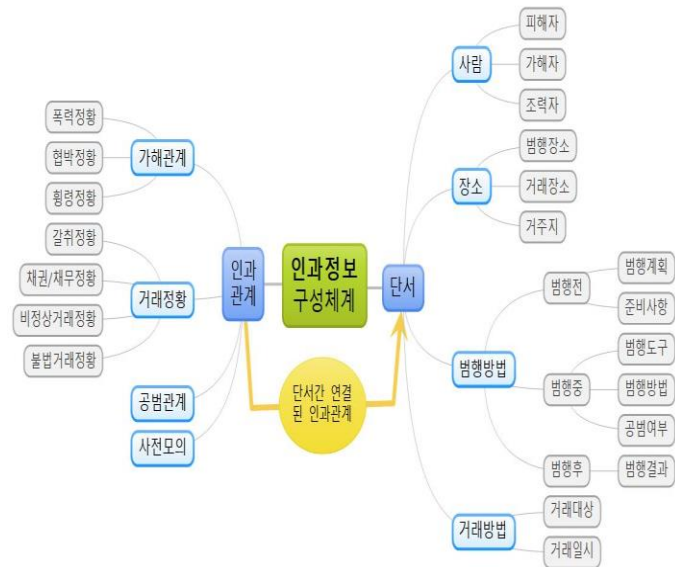 인과정보
구성체계
인과
관계
단서
단서간 연결
된 인과관계
가해관계
폭력정황
협박정황
횡령정황
거래정황
갈취정황
채권/채무정황
비정상거래정황
불법거래정황
공범관계
사전모의
사람
피해자
가해자
조력자
장소
범행장소
거래장소
거주지
범행방법
범행전
범행계획
준비사항
범행중
범행도구
범행방법
공범여부
범행후
범행결과
거래방법
거래대상
거래일시